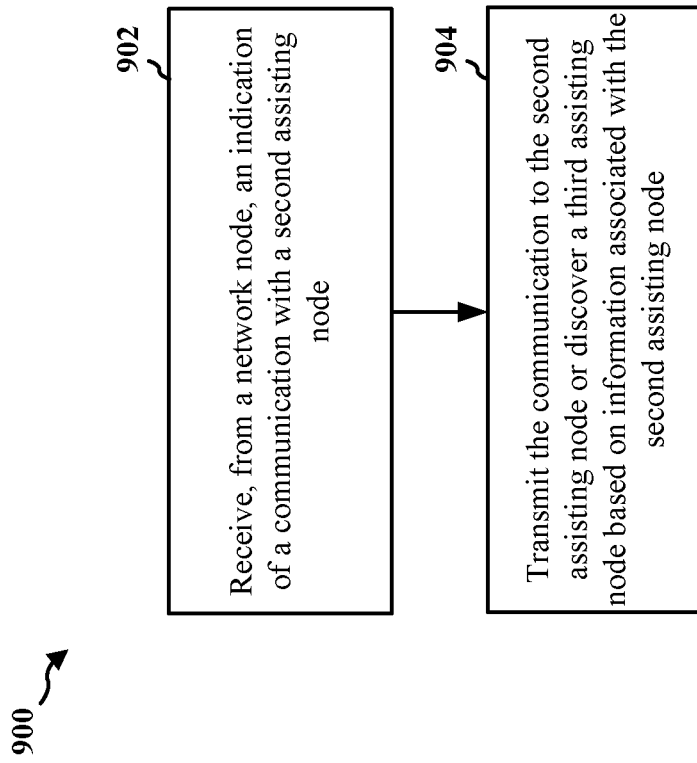 900
902
Receive, from a network node, an indication
of a communication with a second assisting
node
904
Transmit the communication to the second
assisting node or discover a third assisting
node based on information associated with the
second assisting node